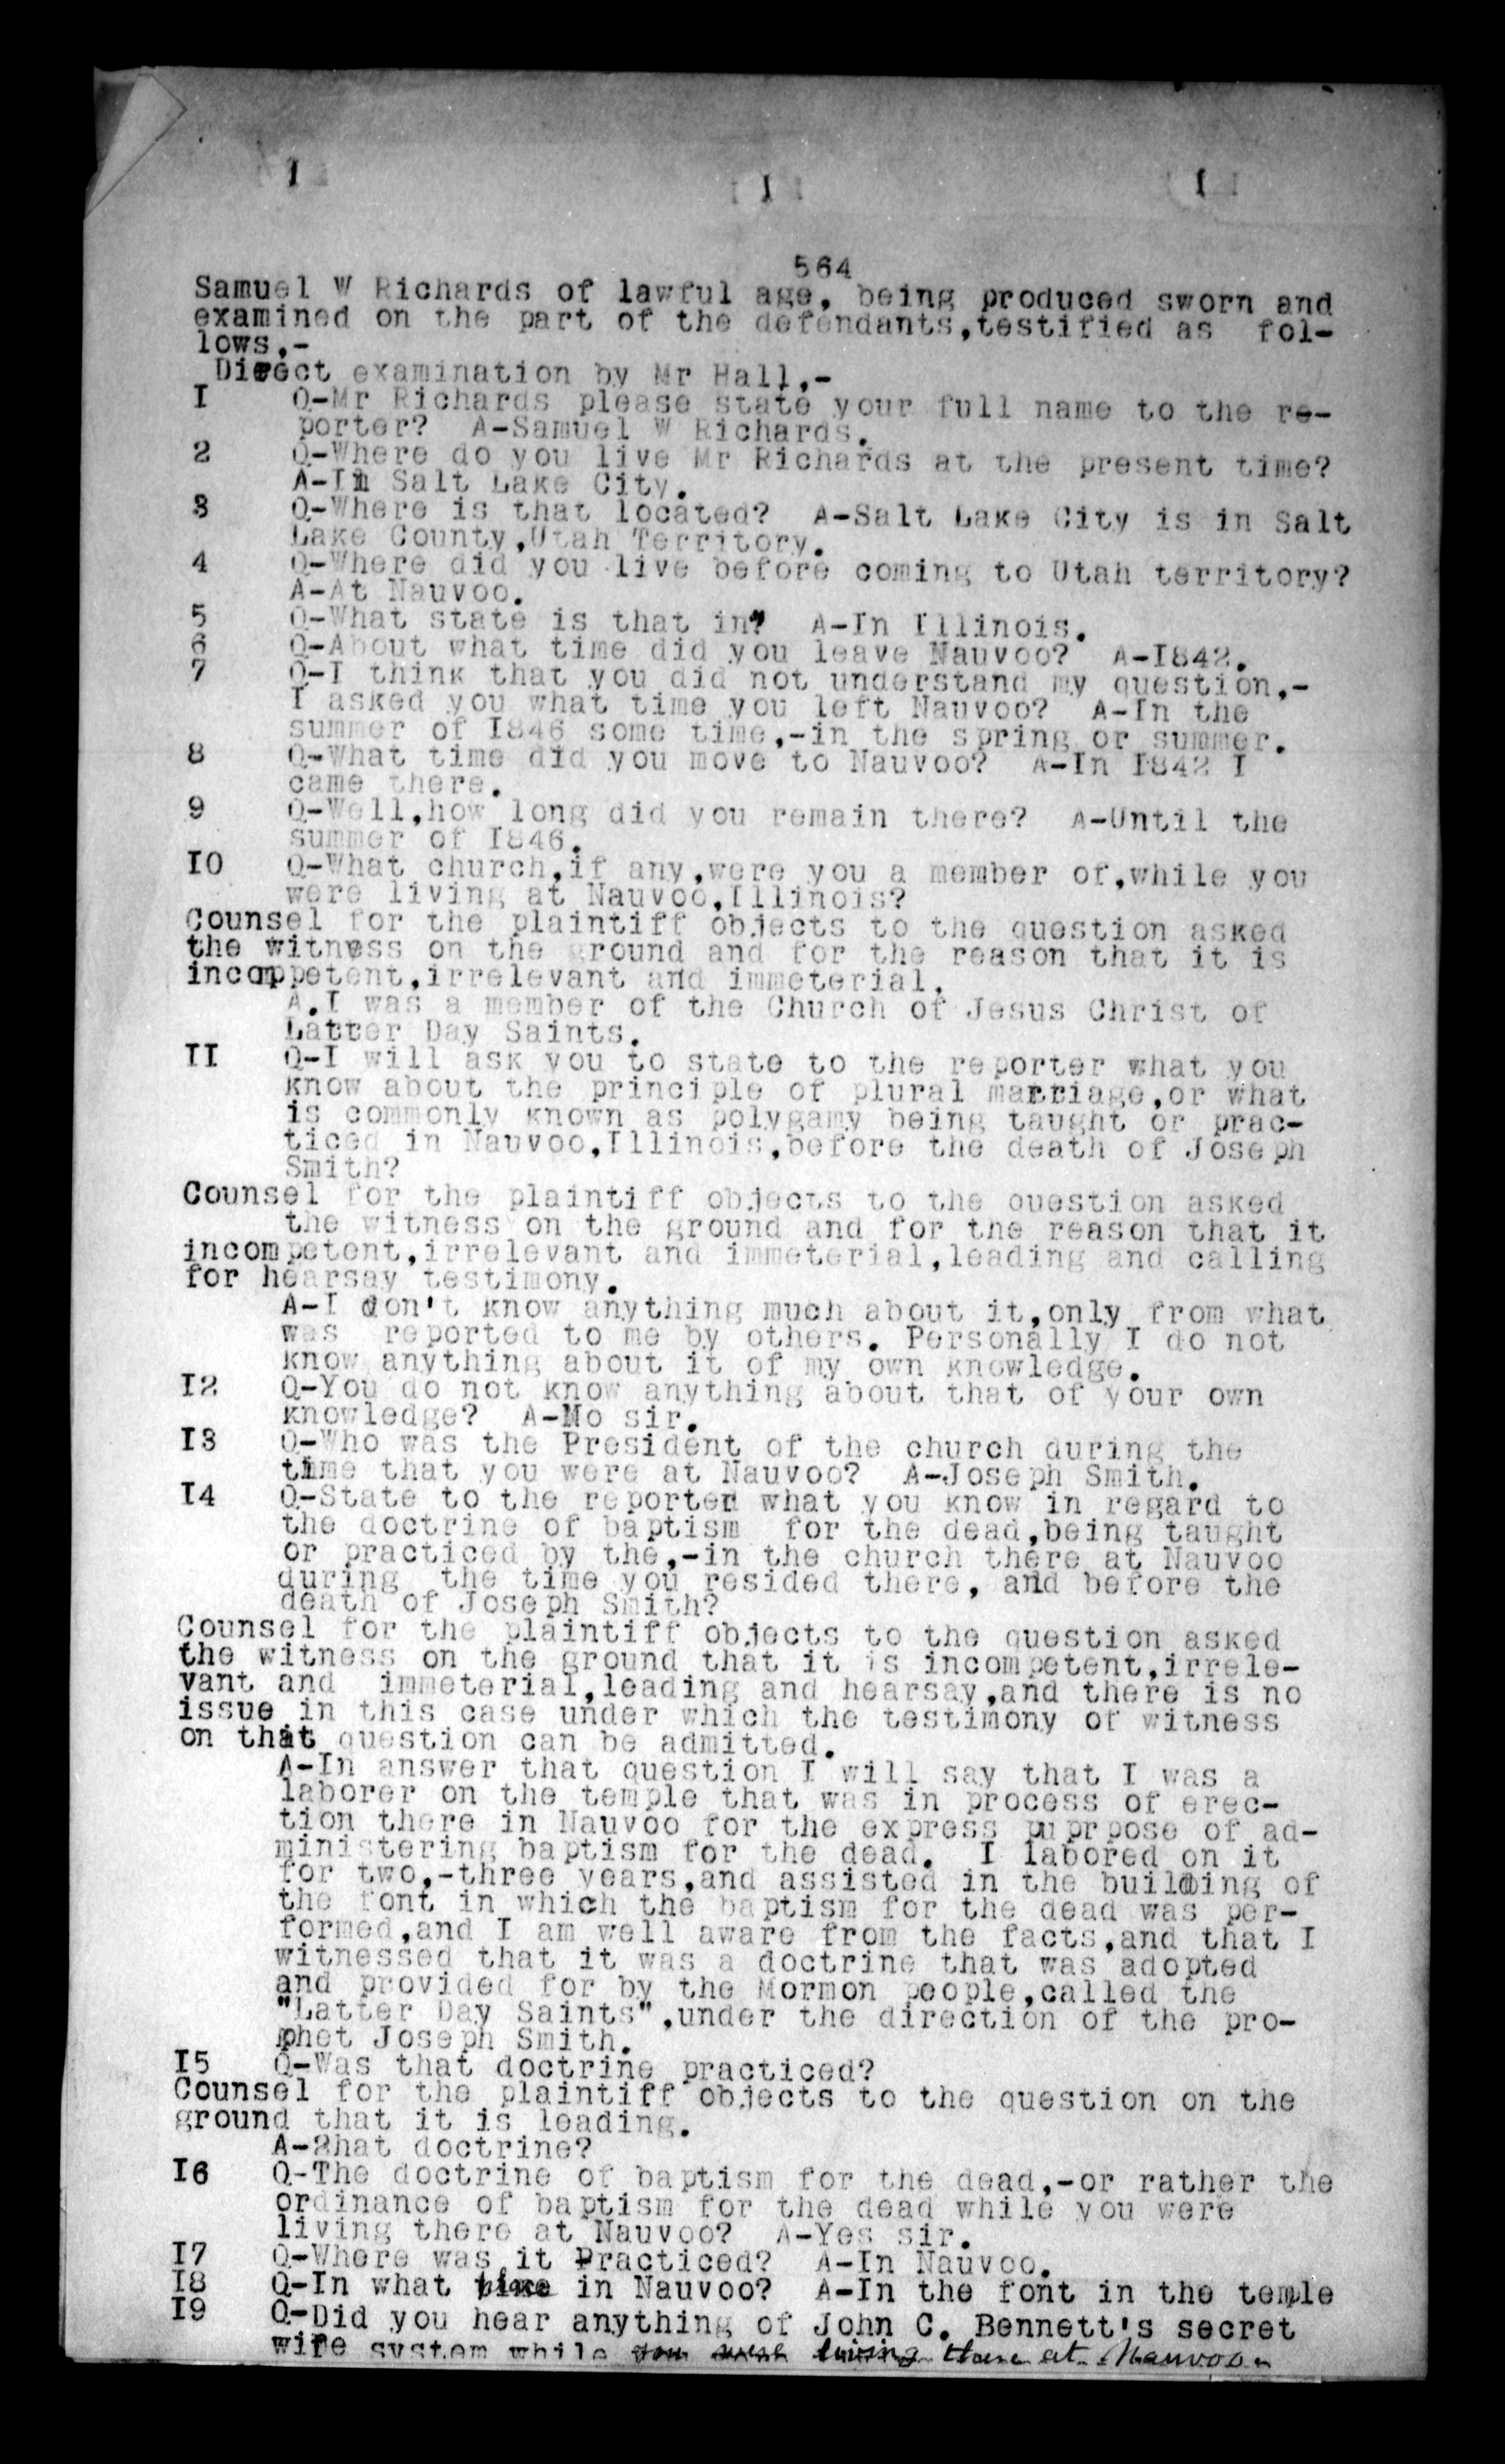 I I I
564
Samuel W Richards of lawful age, being produced sworn and
examined on the part of the defendants,testified as fol-
lows,-
Direct examination by Mr Hall,-
I Q-Mr Richards please state your full name to the re-
porter? A-Samuel W Richards.
2 Q-Where do you live Mr Richards at the present time?
A-In Salt Lake City.
3 Q-Where is that located? A-Salt Lake City is in Salt
Lake County,Utah Territory.
4 Q-Where did you live before coming to Utah territory?
A-At Nauvoo.
5 Q-What state is that in? A-In Illinois.
6 Q-About what time did you leave Nauvoo? A-I842.
7 Q-I think that you did not understand my question,-
I asked you what time you left Nauvoo? A-In the
summer of I846 some time,-in the spring or summer.
8 Q-What time did you move to Nauvoo? A-In I842 I
came there.
9 Q-Well,how long did you remain there? A-Until the
summer of I846.
I0 Q-What church,if any,were you a member of,while you
were living at Nauvoo,Illinois?
Counsel for the plaintiff objects to the question asked
the witness on the ground and for the reason that it is
incompetent,irrelevant and immeterial.
A.I was a member of the Church of Jesus Christ of
Latter Day Saints.
II Q-I will ask you to state to the reporter what you
know about the principle of plural marriage,or what
is commonly known as polygamy being taught or prac-
ticed in Nauvoo,Illinois,before the death of Joseph
Smith?
Counsel for the plaintiff objects to the question asked
the witness on the ground and for the reason that it
incompetent,irrelevant and immeterial,leading and calling
for hearsay testimony.
A-I don't know anything much about it,only from what
was reported to me by others. Personally I do not
know anything about it of my own knowledge.
I2 Q-You do not know anything about that of your own
knowledge? A-No sir.
I3 Q-Who was the President of the church during the
time that you were at Nauvoo? A-Joseph Smith.
I4 Q-State to the reporter what you know in regard to
the doctrine of baptism for the dead,being taught
or practiced by the,-in the church there at Nauvoo
during the time you resided there, and before the
death of Joseph Smith?
Counsel for the plaintiff objects to the question asked
the witness on the ground that it is incompetent,irrele-
vant and immeterial,leading and hearsay,and there is no
issue in this case under which the testimony of witness
on that question can be admitted.
A-In answer that question I will say that I was a
laborer on the temple that was in process of erec-
tion there in Nauvoo for the express puprpose of ad-
ministering baptism for the dead. I labored on it
for two,-three years,and assisted in the building of
the font in which the baptism for the dead was per-
formed,and I am well aware from the facts,and that I
witnessed that it was a doctrine that was adopted
and provided for by the Mormon people,called the
"Latter Day Saints",under the direction of the pro-
phet Joseph Smith.
I5 Q-Was that doctrine practiced?
Counsel for the plaintiff objects to the question on the
ground that it is leading.
A-2hat doctrine?
I6 Q-The doctrine of baptism for the dead,-or rather the
ordinance of baptism for the dead while you were
living there at Nauvoo? A-Yes sir.
I7 Q-Where was it Practiced? A-In Nauvoo.
I8 Q-In what place in Nauvoo? A-In the font in the temple
I9 Q-Did you hear anything of John C. Bennett's secret
wife system while you were living there at Nauvoo